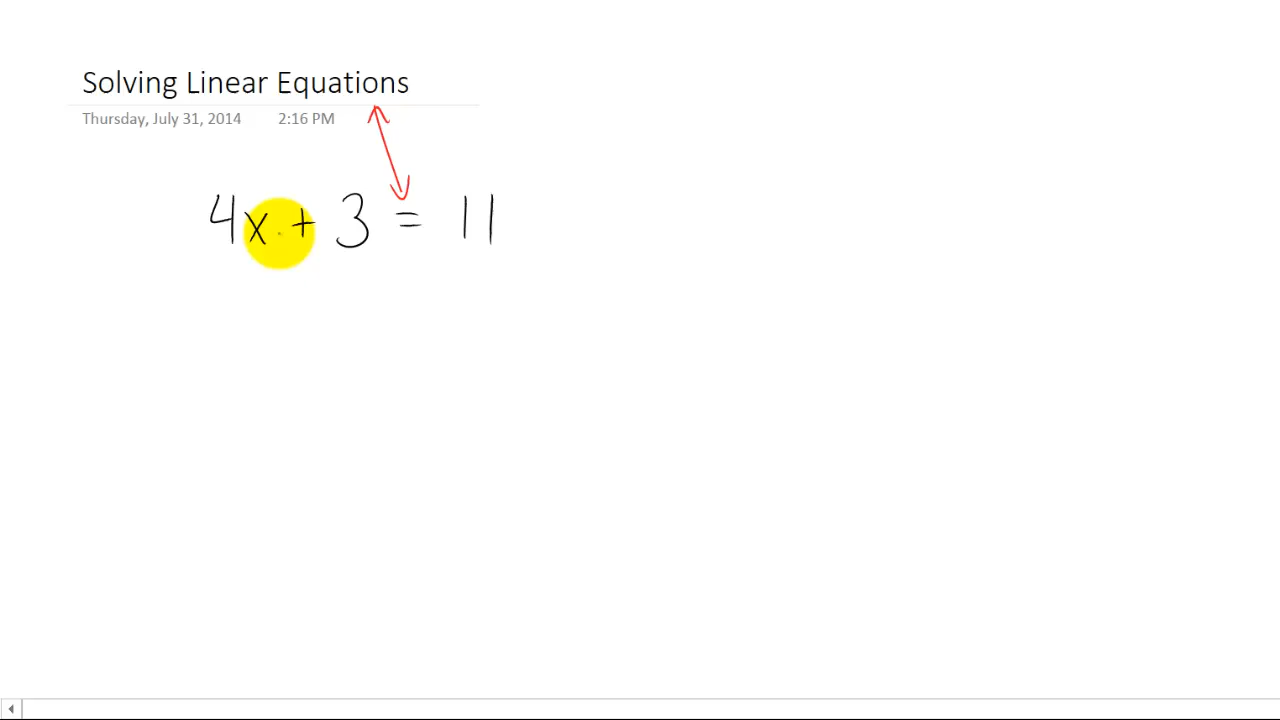 Solving Linear Equations
Thursday, July 31, 2014 2:16 PM
4x + 3 = 11